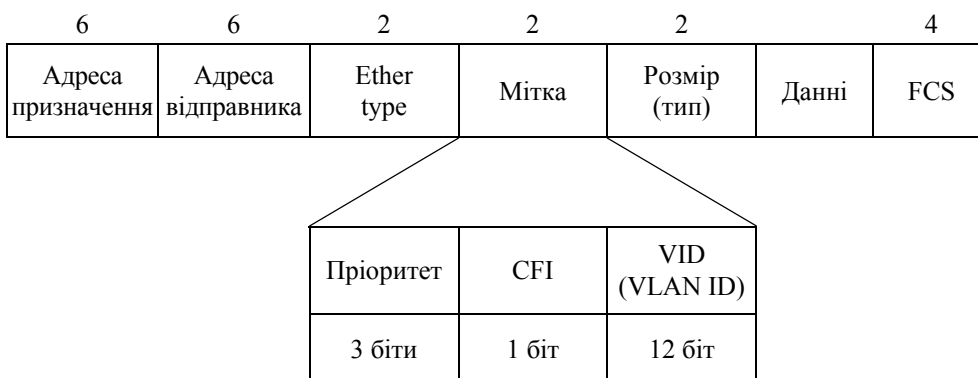 6 6 2 2 2 4
Адреса призначення
Адреса відправника
Ether type
Мітка
Розмір (тип)
Данні
FCS
Пріоритет
CFI
VID (VLAN ID)
3 біти
1 біт
12 біт